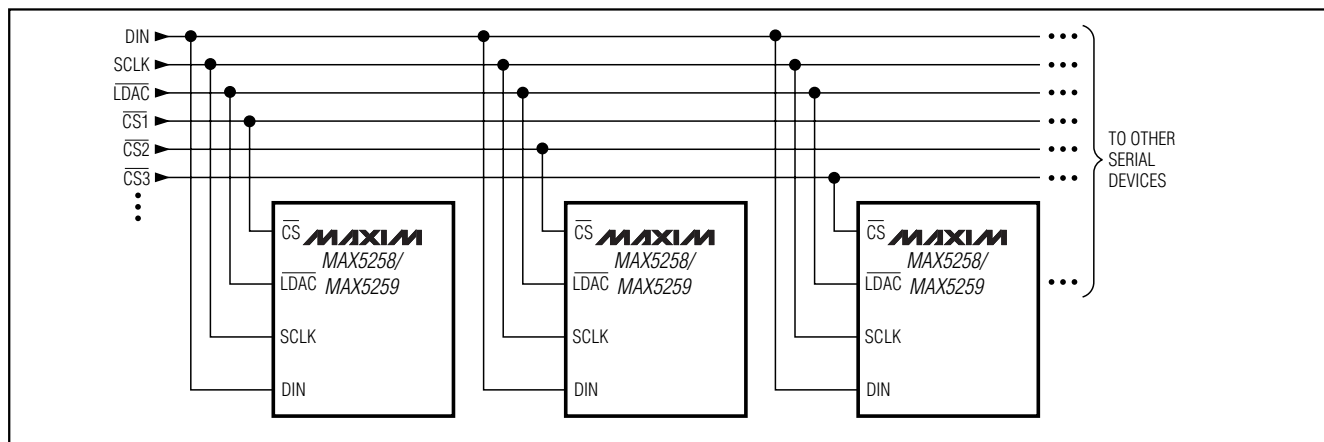 DIN
SCLK
LDAC
CS1
CS2
CS3
TO OTHER
SERIAL
DEVICES
CS MAXIM
MAX5258/
LDAC MAX5259
SCLK
DIN
CS MAXIM
MAX5258/
LDAC MAX5259
SCLK
DIN
CS MAXIM
MAX5258/
LDAC MAX5259
SCLK
DIN